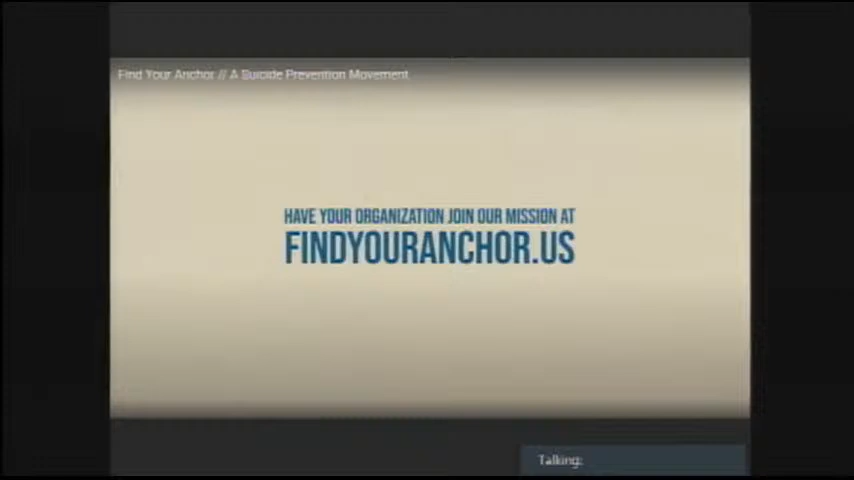 Find Your Anchor // A Suicide Prevention Movement
HAVE YOUR ORGANIZATION JOIN OUR MISSION AT
FINDYOURANCHOR.US
Talking: